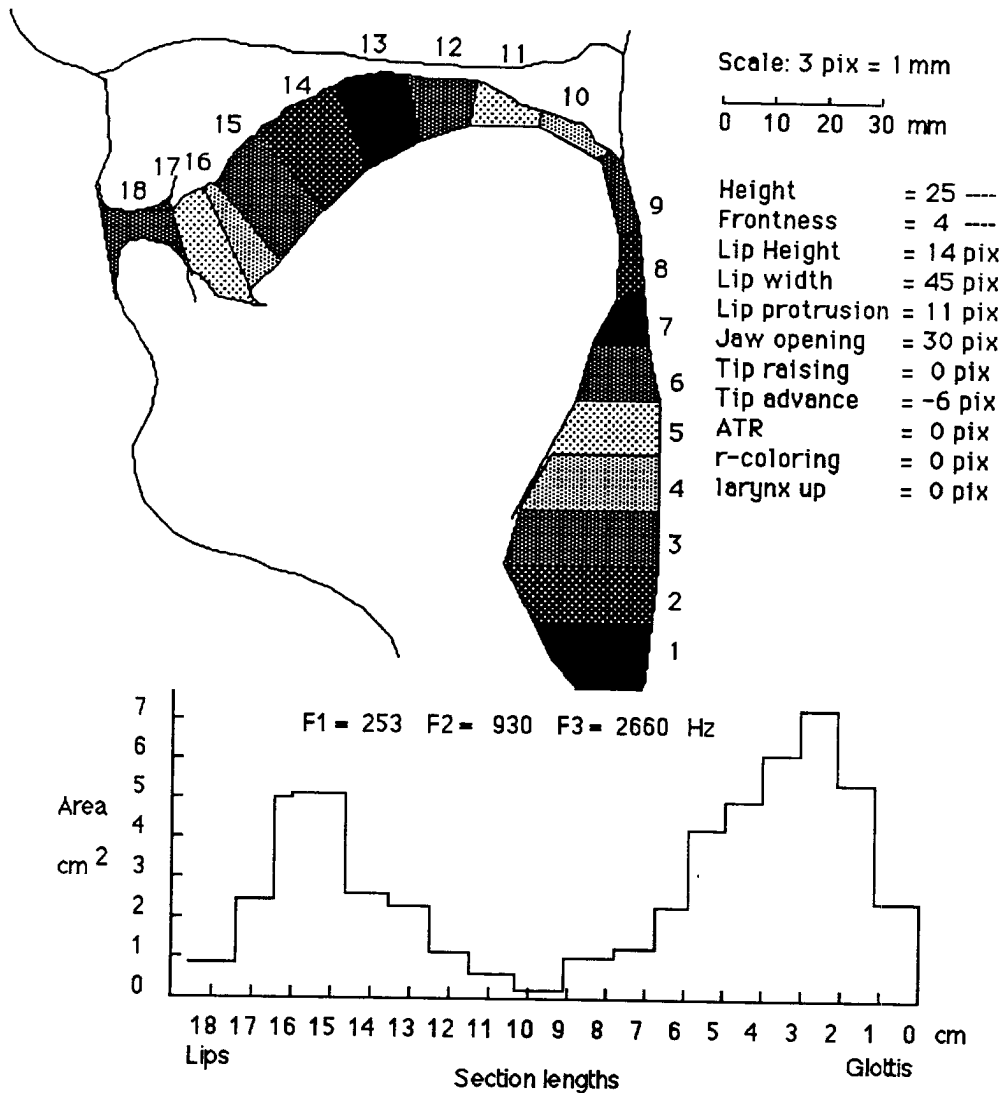 13 12 11
14
10
15
16
17
18
9
8
7
6
5
4
3
2
1
Scale: 3 pix = 1 mm
0 10 20 30 mm
Height = 25 ----
Frontness = 4 ----
Lip Height = 14 pix
Lip width = 45 pix
Lip protrusion = 11 pix
Jaw opening = 30 pix
Tip raising = 0 pix
Tip advance = -6 pix
ATR = 0 pix
r-coloring = 0 pix
larynx up = 0 pix
F1 = 253 F2 = 930 F3 = 2660 Hz
7
6
5
4
3
2
1
0
Area
cm 2
18 17 16 15 14 13 12 11 10 9 8 7 6 5 4 3 2 1 0 cm
Lips Glottis
Section lengths